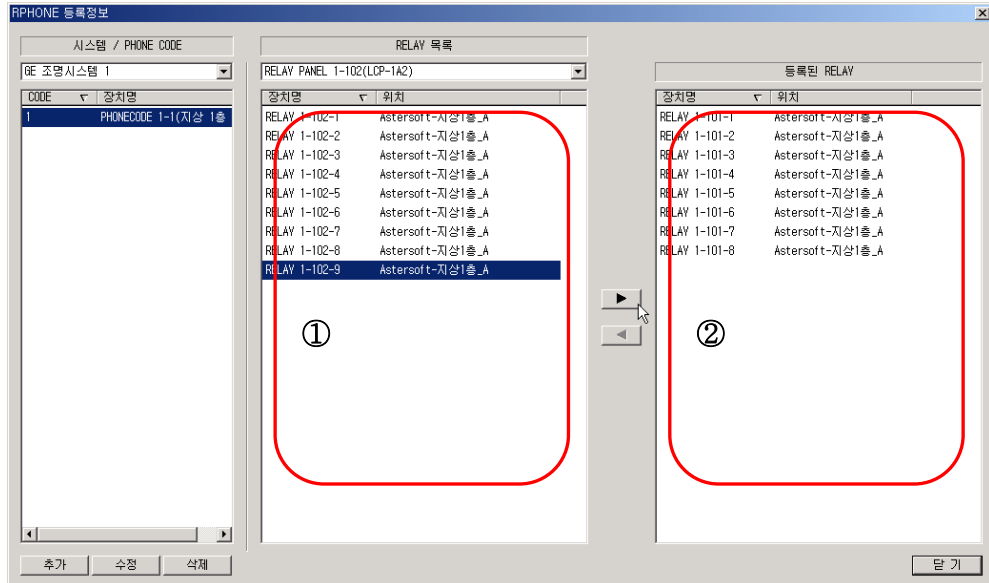 RPHONE 등록정보
시스템 / PHONE CODE
GE 조명시스템 1
CODE 장치명
1 PHONECODE 1-1(지상 1층
추가 수정 삭제
RELAY 목록
RELAY PANEL 1-102(LCP-1A2)
장치명 위치
RELAY 1-102-1 Astersoft-지상1층_A
RELAY 1-102-2 Astersoft-지상1층_A
RELAY 1-102-3 Astersoft-지상1층_A
RELAY 1-102-4 Astersoft-지상1층_A
RELAY 1-102-5 Astersoft-지상1층_A
RELAY 1-102-6 Astersoft-지상1층_A
RELAY 1-102-7 Astersoft-지상1층_A
RELAY 1-102-8 Astersoft-지상1층_A
RELAY 1-102-9 Astersoft-지상1층_A
①
등록된 RELAY
장치명 위치
RELAY 1-101-1 Astersoft-지상1층_A
RELAY 1-101-2 Astersoft-지상1층_A
RELAY 1-101-3 Astersoft-지상1층_A
RELAY 1-101-4 Astersoft-지상1층_A
RELAY 1-101-5 Astersoft-지상1층_A
RELAY 1-101-6 Astersoft-지상1층_A
RELAY 1-101-7 Astersoft-지상1층_A
RELAY 1-101-8 Astersoft-지상1층_A
②
닫 기